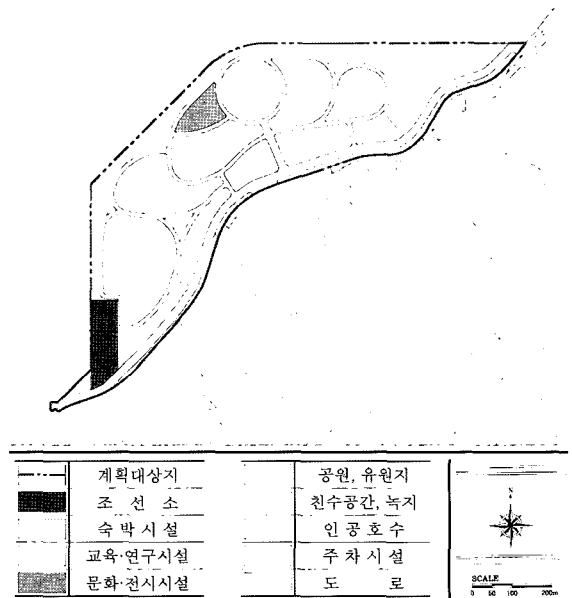 계획대상지
조 선 소
숙박시설
교육·연구시설
문화·전시시설
공원, 유원지
친수공간, 녹지
인공호수
주차시설
도 로
N
SCALE
0 50 100 200m